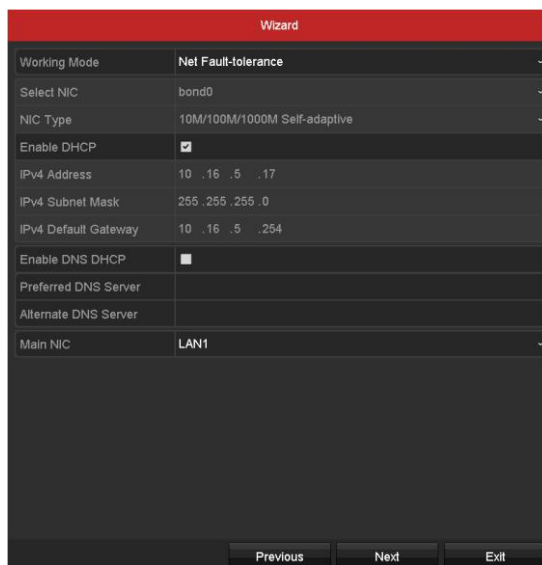 Wizard
Working Mode Net Fault-tolerance
Select NIC bond0
NIC Type 10M/100M/1000M Self-adaptive
Enable DHCP
IPv4 Address 10 .16 .5 .17
IPv4 Subnet Mask 255.255.255.0
IPv4 Default Gateway 10 .16 .5 .254
Enable DNS DHCP
Preferred DNS Server
Alternate DNS Server
Main NIC LAN1
Previous Next Exit